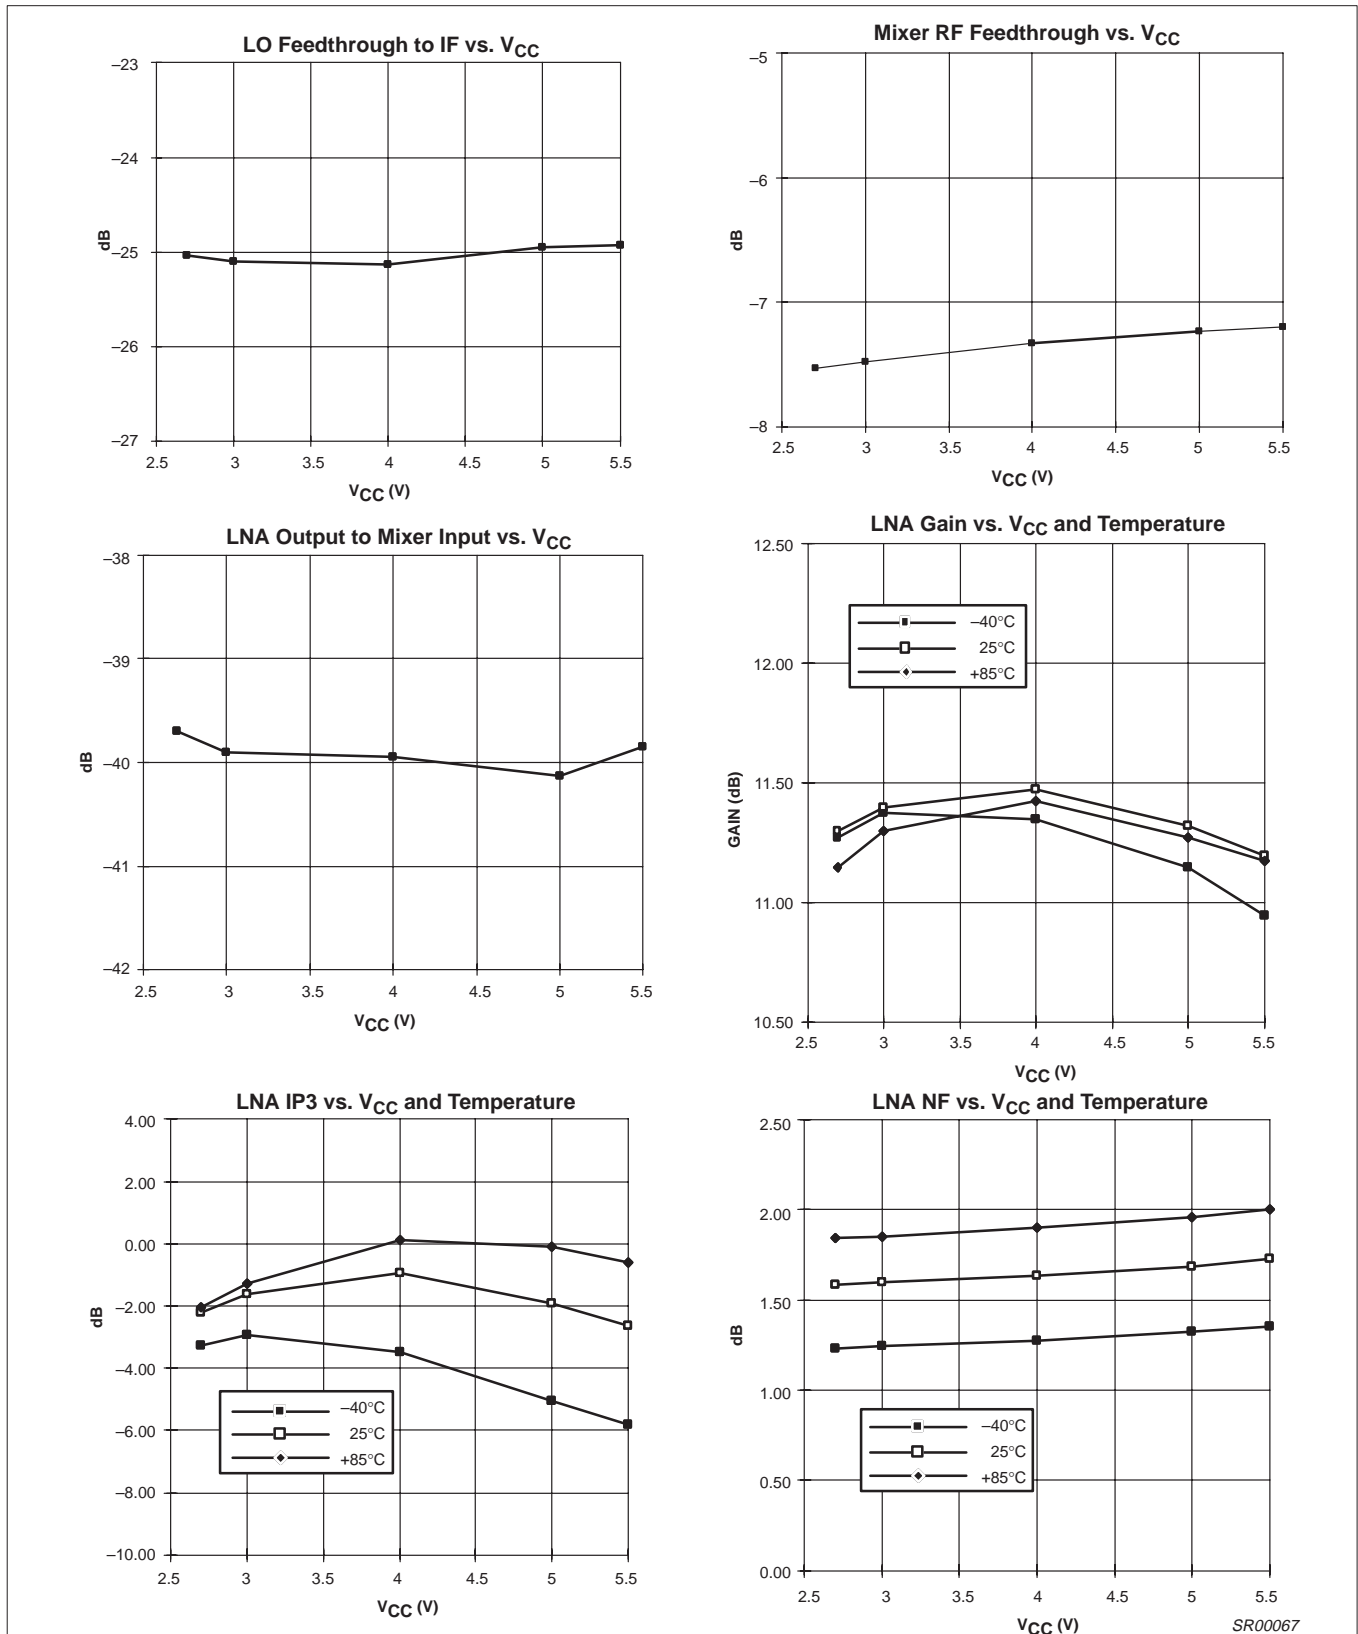 LO Feedthrough to IF vs. VCC
–23
–24
–25
–26
–27
dB
2.5 3 3.5 4 4.5 5 5.5
VCC (V)
Mixer RF Feedthrough vs. VCC
–5
–6
–7
–8
dB
2.5 3 3.5 4 4.5 5 5.5
VCC (V)
LNA Output to Mixer Input vs. VCC
–38
–39
–40
–41
–42
dB
2.5 3 3.5 4 4.5 5 5.5
VCC (V)
LNA Gain vs. VCC and Temperature
12.50
12.00
11.50
11.00
10.50
GAIN (dB)
–40°C
25°C
+85°C
2.5 3 3.5 4 4.5 5 5.5
VCC (V)
LNA IP3 vs. VCC and Temperature
4.00
2.00
0.00
–2.00
–4.00
–6.00
–8.00
–10.00
dB
–40°C
25°C
+85°C
2.5 3 3.5 4 4.5 5 5.5
VCC (V)
LNA NF vs. VCC and Temperature
2.50
2.00
1.50
1.00
0.50
0.00
dB
–40°C
25°C
+85°C
2.5 3 3.5 4 4.5 5 5.5
VCC (V)
SR00067